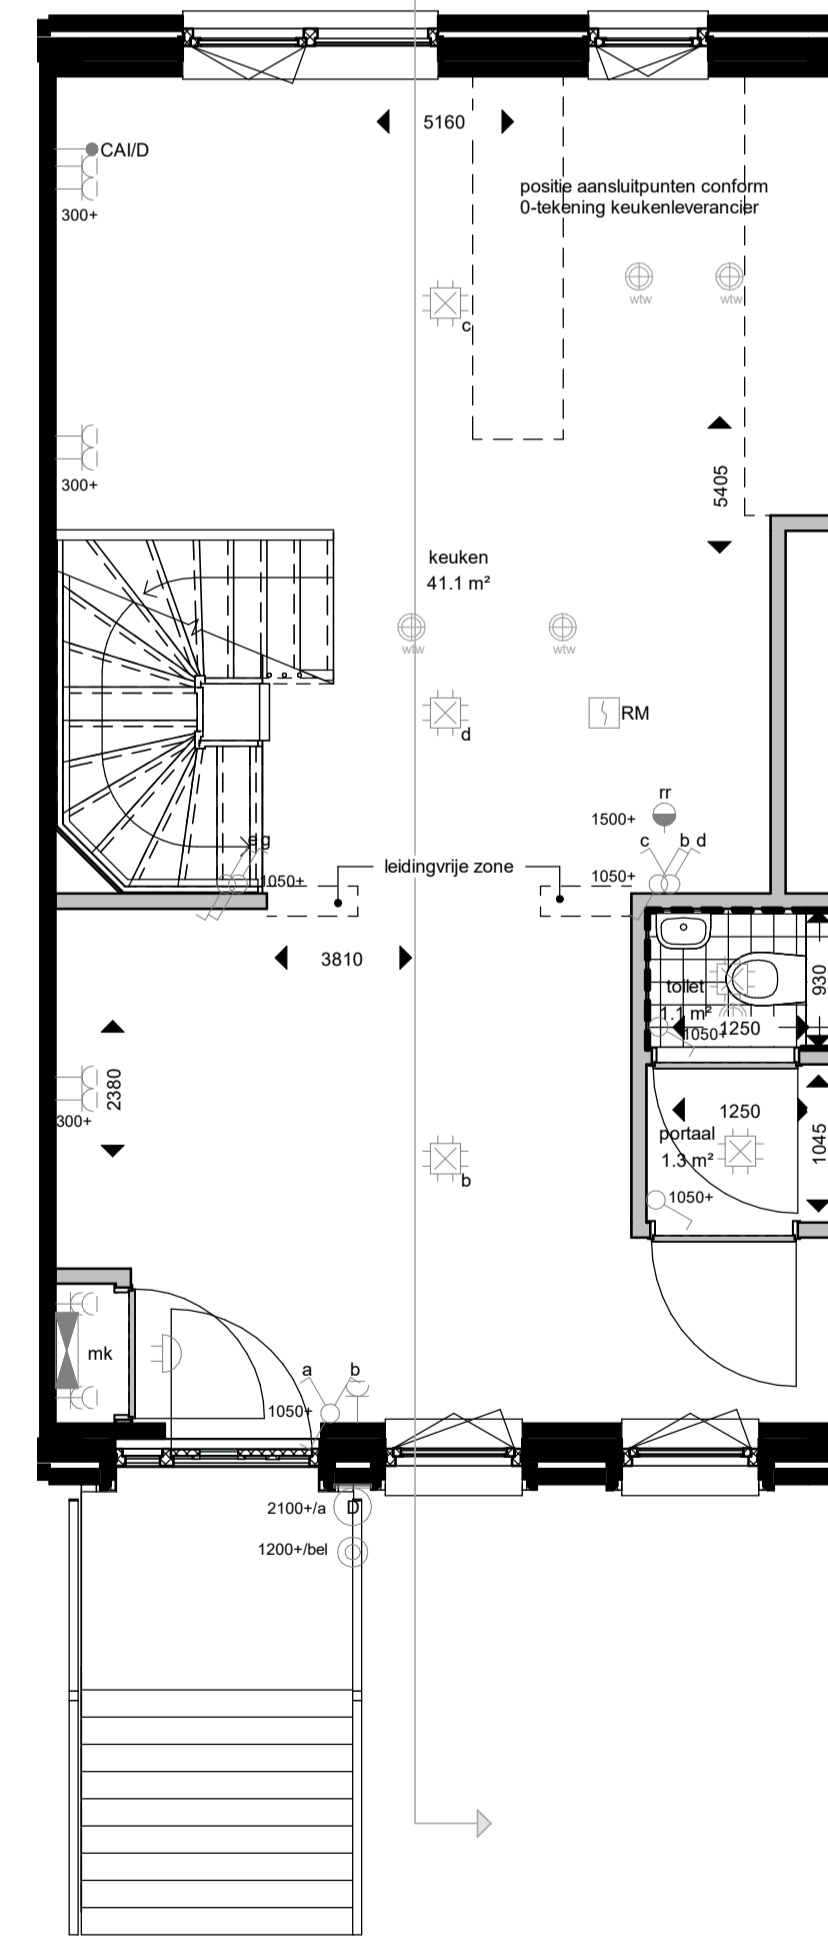 5160
CAI/D
300+
positie aansluitpunten conform
0-tekening keukenleverancier
wtw
wtw
c
300+
5405
keuken
41.1 m²
wtw
wtw
d
RM
rr
1500+
c
b d
e g
1050+
leidingvrije zone
1050+
3810
930
toilet
1.1 m²
1250
1050+
2380
300+
1250
portaal
1.3 m²
1045
b
1050+
mk
a
b
1050+
2100+/a
D
1200+/bel